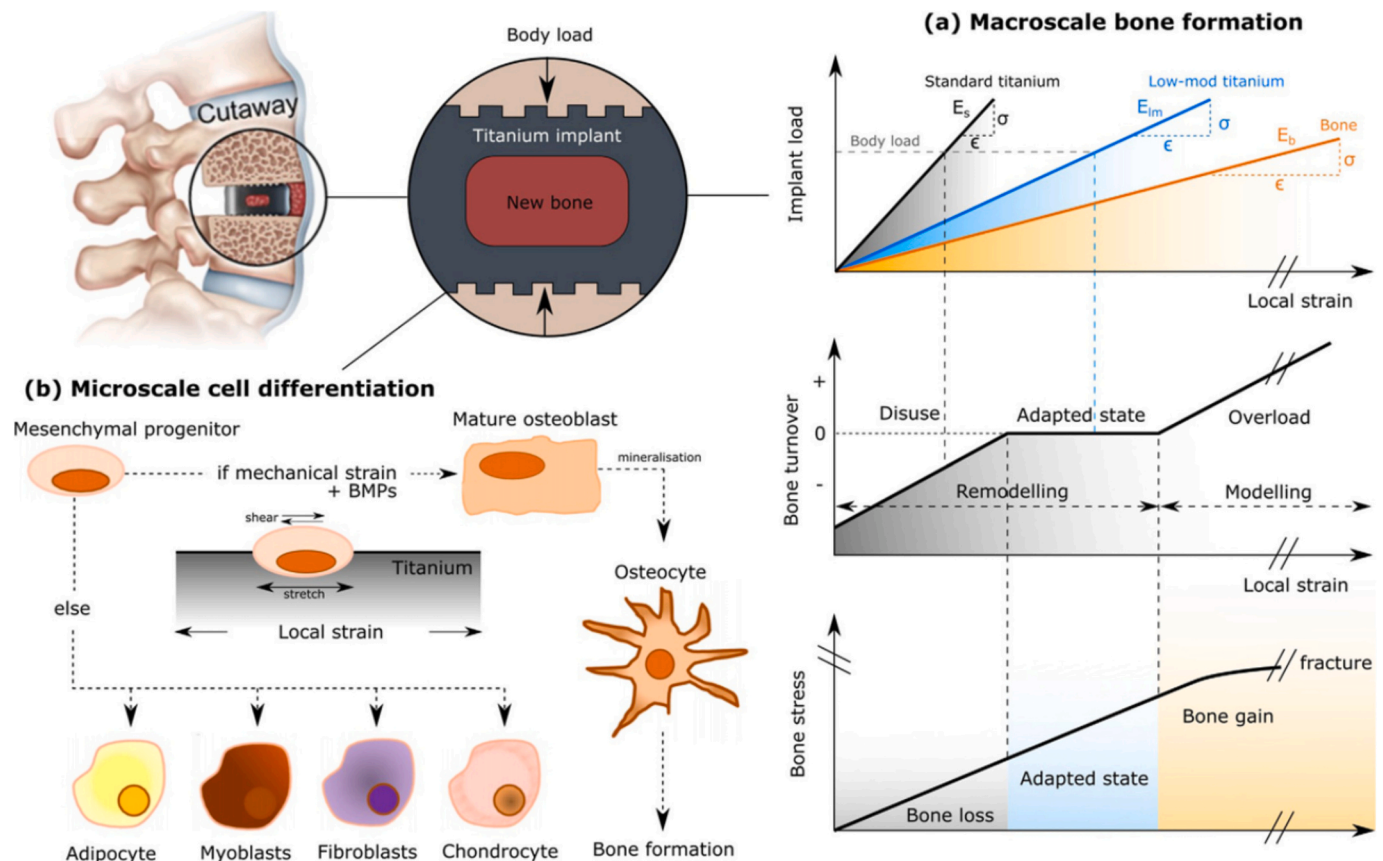 Cutaway
Body load
Titanium implant
New bone
(a) Macroscale bone formation
Implant load
Standard titanium
Low-mod titanium
E_s
σ
ϵ
E_lm
σ
ϵ
E_b
Bone
σ
ϵ
Body load
Local strain
Bone turnover
+
0
-
Disuse
Adapted state
Overload
Remodelling
Modelling
Local strain
Bone stress
fracture
Bone gain
Adapted state
Bone loss
(b) Microscale cell differentiation
Mesenchymal progenitor
Mature osteoblast
if mechanical strain
+ BMPs
mineralisation
shear
Titanium
stretch
Local strain
else
Osteocyte
Adipocyte
Myoblasts
Fibroblasts
Chondrocyte
Bone formation